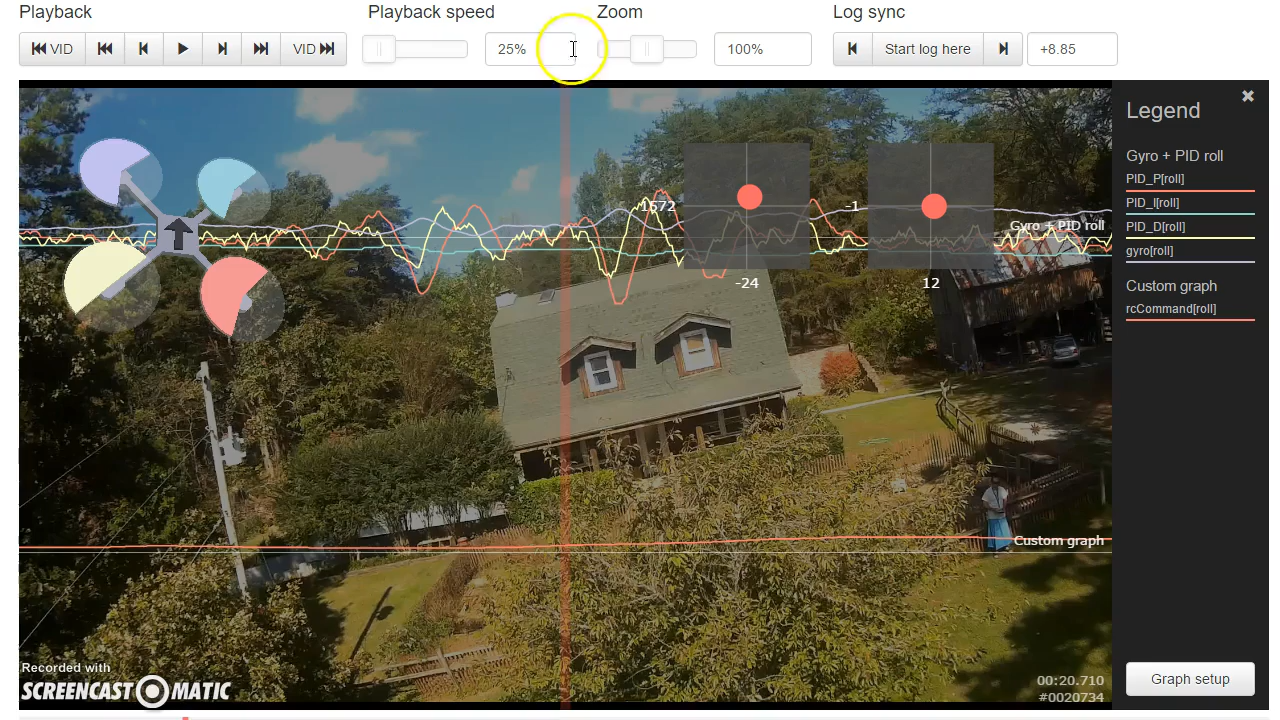 Playback
Playback speed
Zoom
Log sync
VID
VID
25%
100%
Start log here
+8.85
Legend
Gyro + PID roll
PID_P[roll]
PID_I[roll]
PID_D[roll]
gyro[roll]
Custom graph
rcCommand[roll]
1572
-1
Gyro + PID roll
-24
12
Custom graph
Recorded with
SCREENCAST MATIC
00:20.710
#0020734
Graph setup